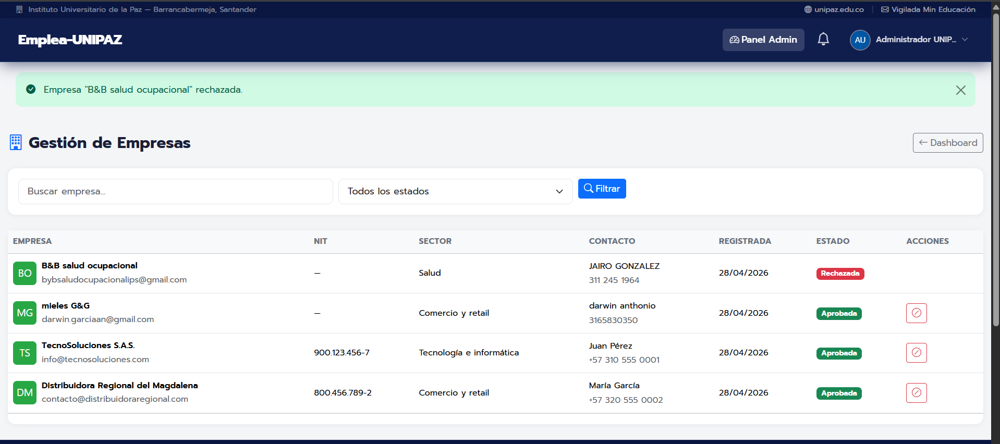 Instituto Universitario de la Paz — Barrancabermeja, Santander
unipaz.edu.co | Vigilada Min Educación
Emplea-UNIPAZ
Panel Admin
AU Administrador UNIP...
Empresa "B&B salud ocupacional" rechazada.
Gestión de Empresas
Dashboard
Buscar empresa...
Todos los estados
Filtrar
EMPRESA NIT SECTOR CONTACTO REGISTRADA ESTADO ACCIONES
BO B&B salud ocupacional — Salud JAIRO GONZALEZ 28/04/2026 Rechazada
bybsaludocupacionalips@gmail.com 311 245 1964
MG mieles G&G — Comercio y retail darwin anthonio 28/04/2026 Aprobada
darwin.garciaan@gmail.com 3165830350
TS TecnoSoluciones S.A.S. 900.123.456-7 Tecnología e informática Juan Pérez 28/04/2026 Aprobada
info@tecnosoluciones.com +57 310 555 0001
DM Distribuidora Regional del Magdalena 800.456.789-2 Comercio y retail María García 28/04/2026 Aprobada
contacto@distribuidoraregional.com +57 320 555 0002